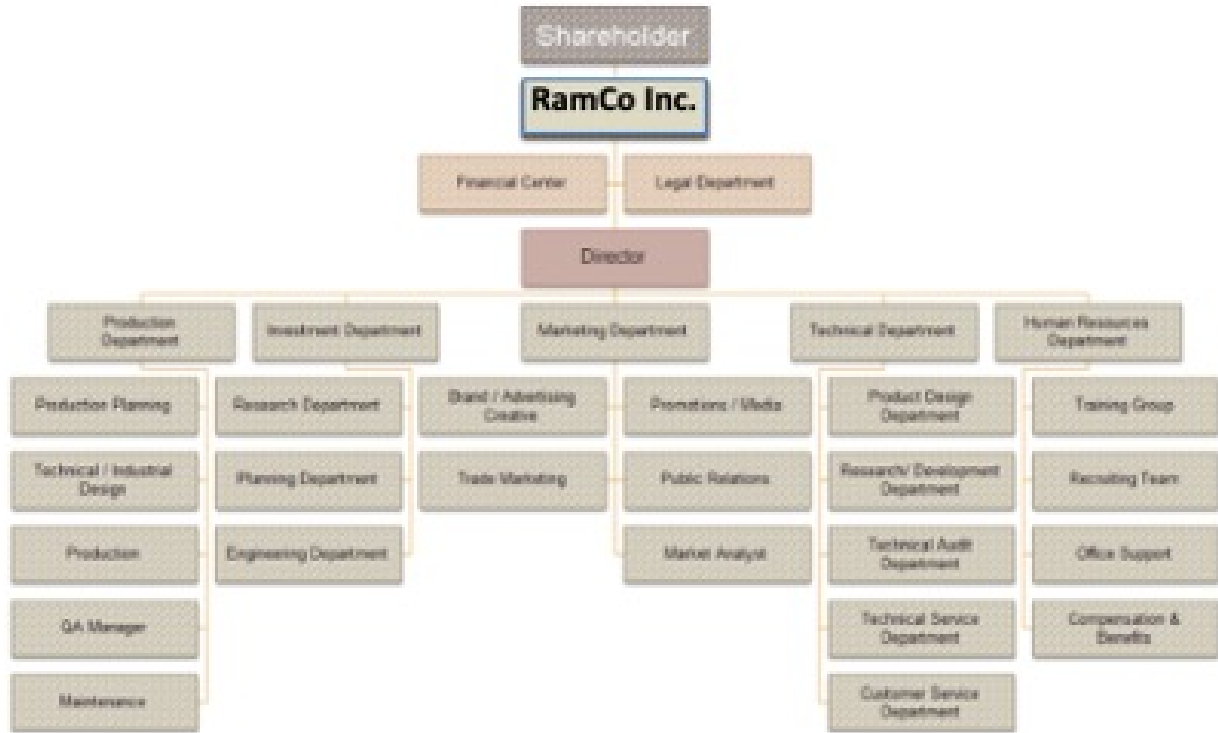 Shareholder
RamCo Inc.
Financial Center
Legal Department
Director
Production
Department
Investment Department
Marketing Department
Technical Department
Human Resources
Department
Production Planning
Technical / Industrial
Design
Production
QA Manager
Maintenance
Research Department
Planning Department
Engineering Department
Brand / Advertising
Creative
Trade Marketing
Promotions / Media
Public Relations
Market Analyst
Product Design
Department
Research/ Development
Department
Technical Audit
Department
Technical Service
Department
Customer Service
Department
Training Group
Recruiting Team
Office Support
Compensation &
Benefits